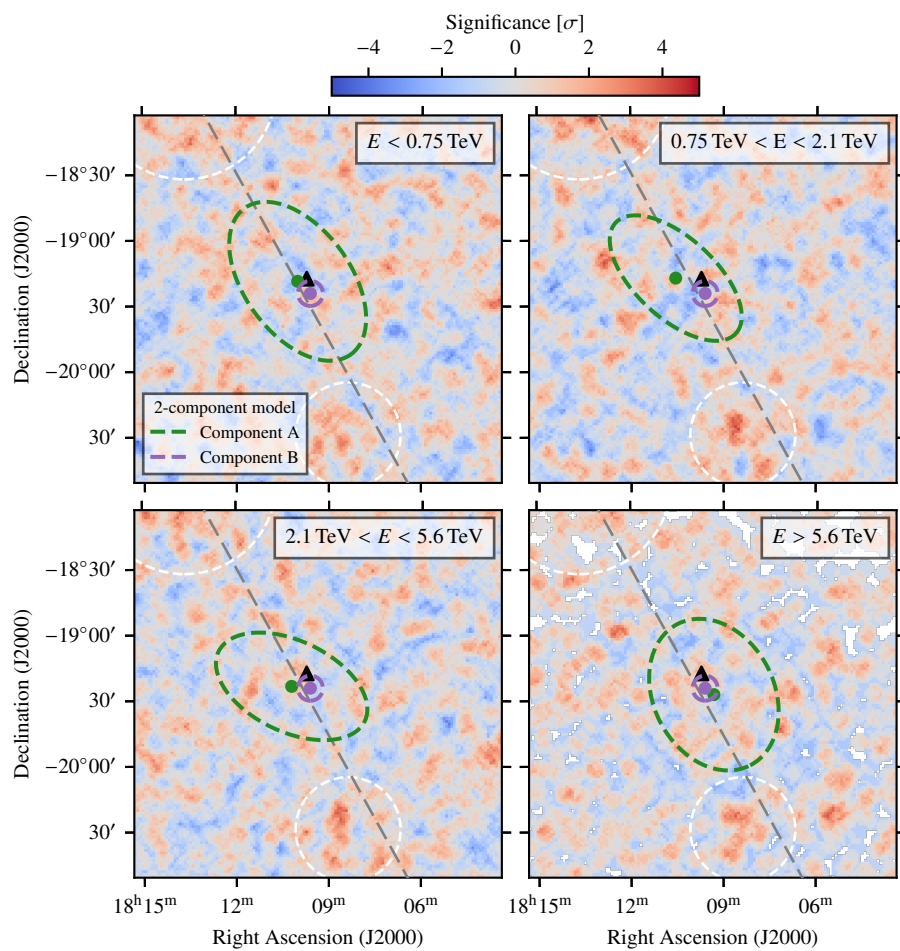 Significance [σ]
−4 −2 0 2 4
E < 0.75 TeV
0.75 TeV < E < 2.1 TeV
Declination (J2000)
−18°30′
−19°00′
30′
−20°00′
30′
2-component model
Component A
Component B
2.1 TeV < E < 5.6 TeV
E > 5.6 TeV
Declination (J2000)
−18°30′
−19°00′
30′
−20°00′
30′
18ʰ15ᵐ 12ᵐ 09ᵐ 06ᵐ
18ʰ15ᵐ 12ᵐ 09ᵐ 06ᵐ
Right Ascension (J2000)
Right Ascension (J2000)